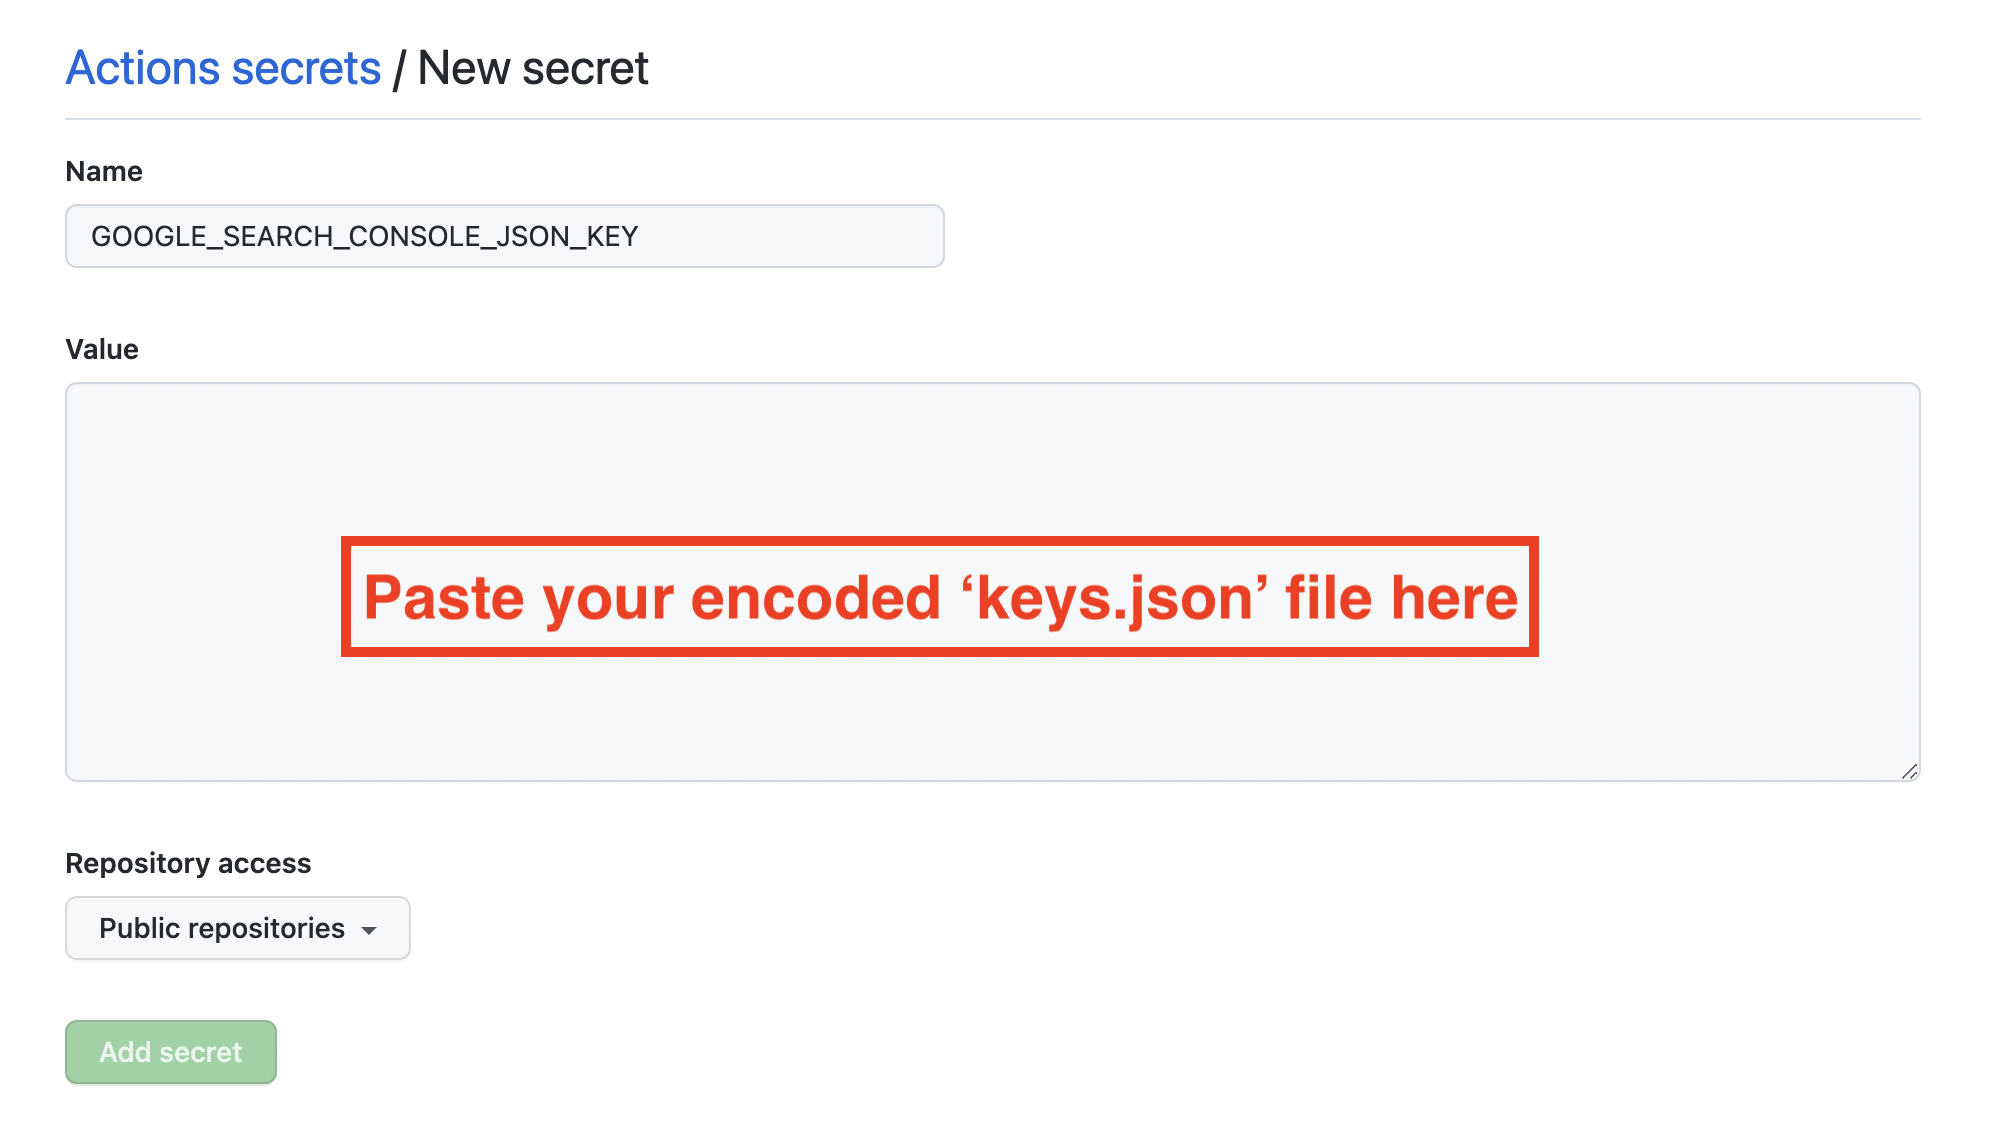 Actions secrets / New secret
Name
GOOGLE_SEARCH_CONSOLE_JSON_KEY
Value
Paste your encoded ‘keys.json’ file here
Repository access
Public repositories
Add secret